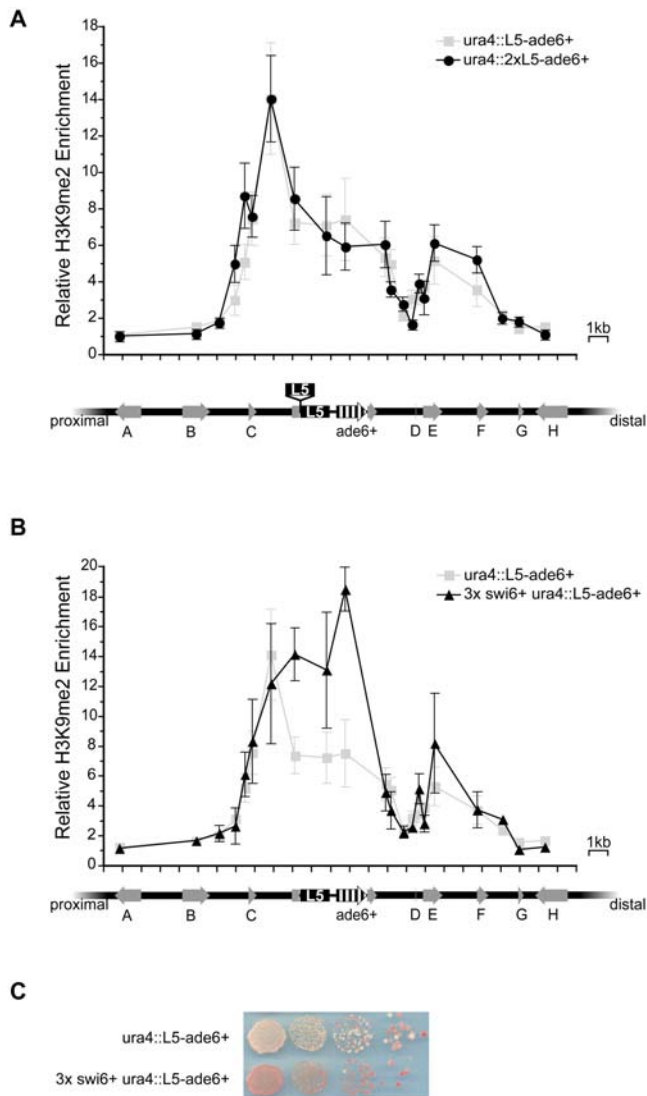 A
18
16
14
12
10
8
6
4
2
0
Relative H3K9me2 Enrichment
ura4::L5-ade6+
ura4::2xL5-ade6+
1kb
L5
L5
proximal
A B C ade6+ D E F G H
distal
B
20
18
16
14
12
10
8
6
4
2
0
Relative H3K9me2 Enrichment
ura4::L5-ade6+
3x swi6+ ura4::L5-ade6+
1kb
L5
proximal
A B C ade6+ D E F G H
distal
C
ura4::L5-ade6+
3x swi6+ ura4::L5-ade6+